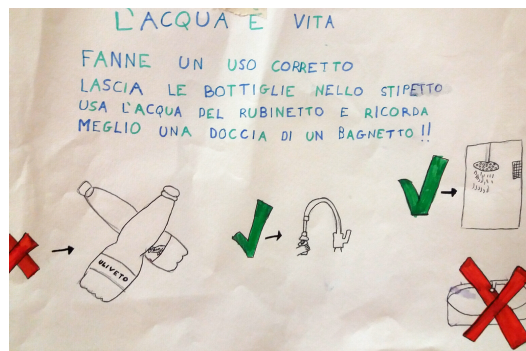 L'ACQUA È VITA
FANNE UN USO CORRETTO
LASCIA LE BOTTIGLIE NELLO STIPETTO
USA L'ACQUA DEL RUBINETTO E RICORDA
MEGLIO UNA DOCCIA DI UN BAGNETTO!!
ULIVETO